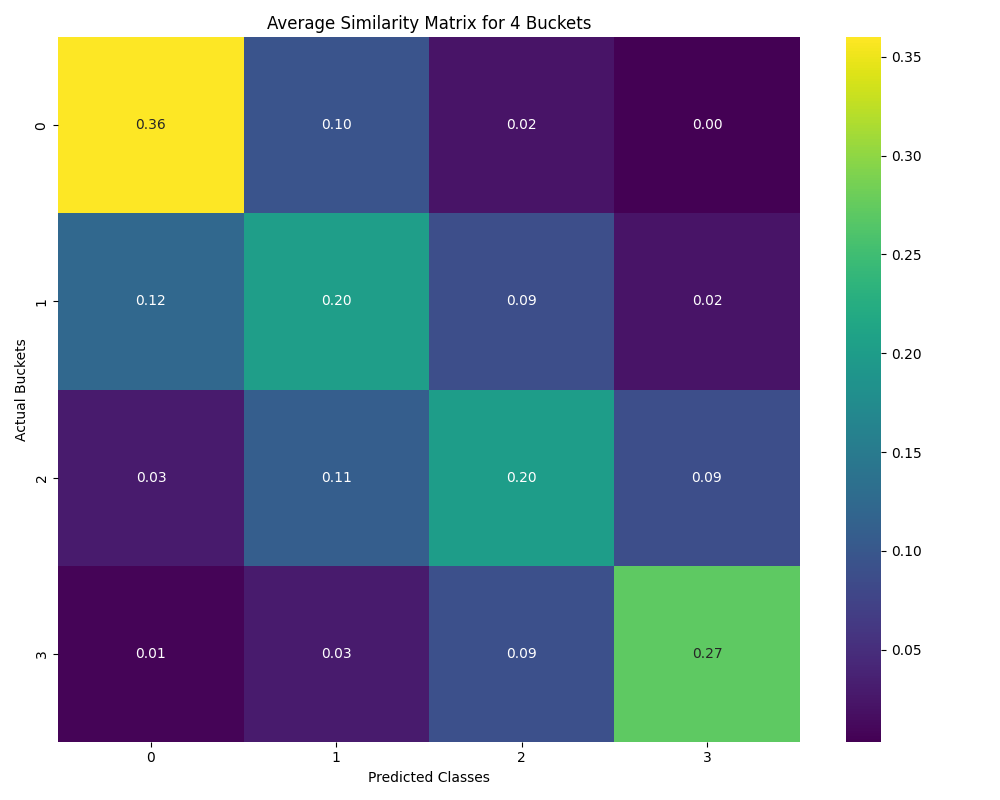 Average Similarity Matrix for 4 Buckets
0.36 0.10 0.02 0.00
0.12 0.20 0.09 0.02
0.03 0.11 0.20 0.09
0.01 0.03 0.09 0.27
0
1
2
3
Actual Buckets
0 1 2 3
Predicted Classes
0.35
0.30
0.25
0.20
0.15
0.10
0.05